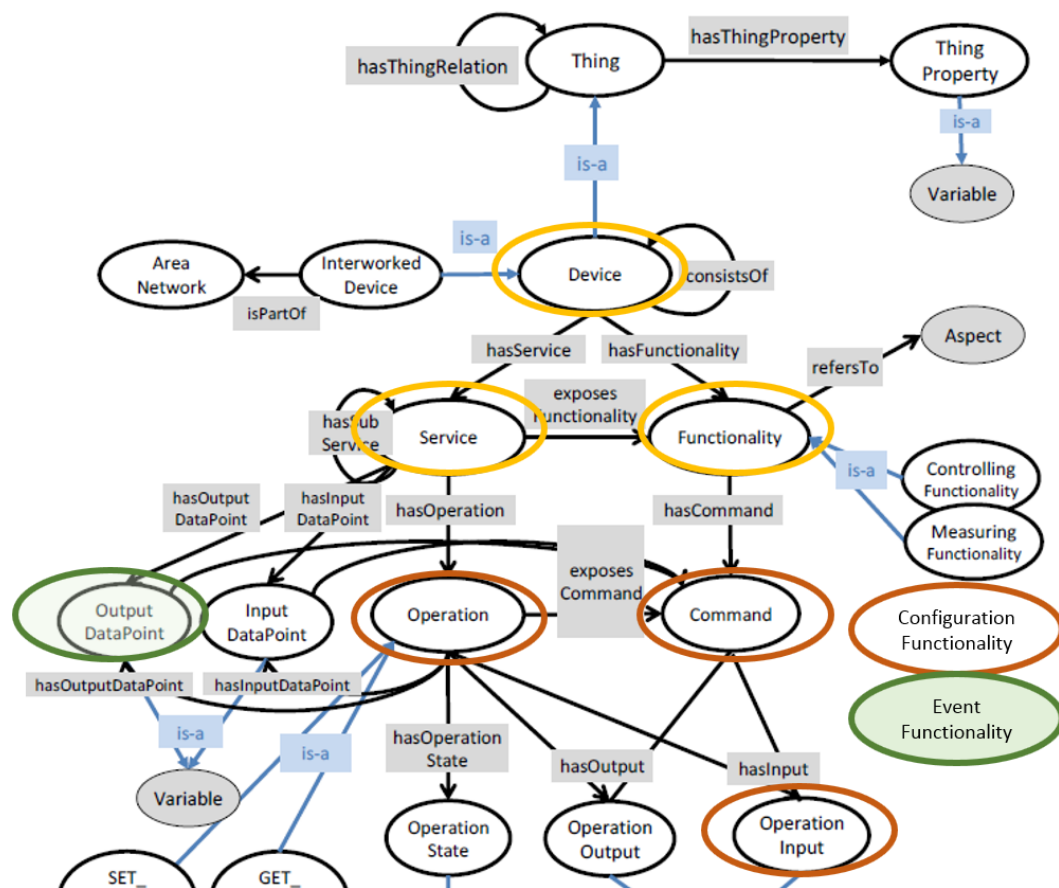 hasThingProperty
Thing
Thing
Property
hasThingRelation
is-a
is-a
Variable
is-a
Area
Network
Interworked
Device
Device
consistsOf
isPartOf
Aspect
hasService
hasFunctionality
refersTo
exposes
Functionality
hasSub
Service
Service
Functionality
is-a
Controlling
Functionality
hasOutput
DataPoint
hasInput
DataPoint
hasOperation
hasCommand
Measuring
Functionality
exposes
Command
Output
DataPoint
Input
DataPoint
Operation
Command
Configuration
Functionality
hasOutputDataPoint
hasInputDataPoint
Event
Functionality
is-a
is-a
hasOperation
State
hasOutput
hasInput
Variable
Operation
State
Operation
Output
Operation
Input
SET_
GET_